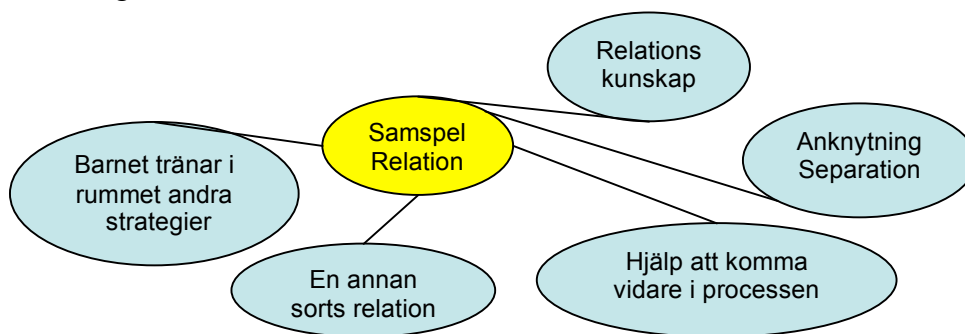 Relations
kunskap
Samspel
Relation
Anknytning
Separation
Barnet tränar i
rummet andra
strategier
Hjälp att komma
vidare i processen
En annan
sorts relation